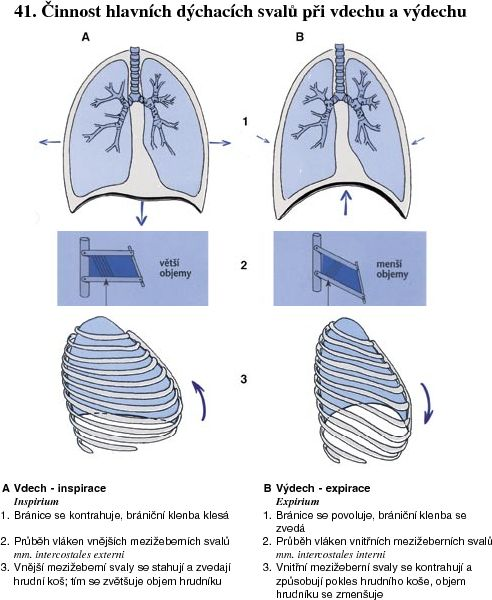 41. Činnost hlavních dýchacích svalů při vdechu a výdechu
A
B
1
větší
objemy
2
menší
objemy
3
A Vdech - inspirace
Inspirium
1. Bránice se kontrahuje, brániční klenba klesá
2. Průběh vláken vnějších mezižeberních svalů
mm. intercostales externi
3. Vnější mezižeberní svaly se stahují a zvedají
hrudní koš; tím se zvětšuje objem hrudníku
B Výdech - expirace
Expirium
1. Bránice se povoluje, brániční klenba se
zvedá
2. Průběh vláken vnitřních mezižeberních svalů
mm. intercostales interni
3. Vnitřní mezižeberní svaly se kontrahují a
způsobují pokles hrudního koše, objem
hrudníku se zmenšuje